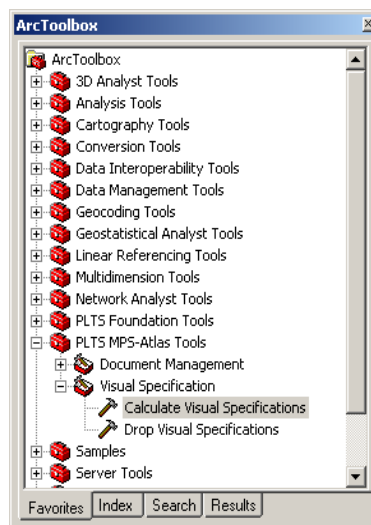 ArcToolbox
ArcToolbox
3D Analyst Tools
Analysis Tools
Cartography Tools
Conversion Tools
Data Interoperability Tools
Data Management Tools
Geocoding Tools
Geostatistical Analyst Tools
Linear Referencing Tools
Multidimension Tools
Network Analyst Tools
PLTS Foundation Tools
PLTS MPS-Atlas Tools
Document Management
Visual Specification
Calculate Visual Specifications
Drop Visual Specifications
Samples
Server Tools
Favorites Index Search Results